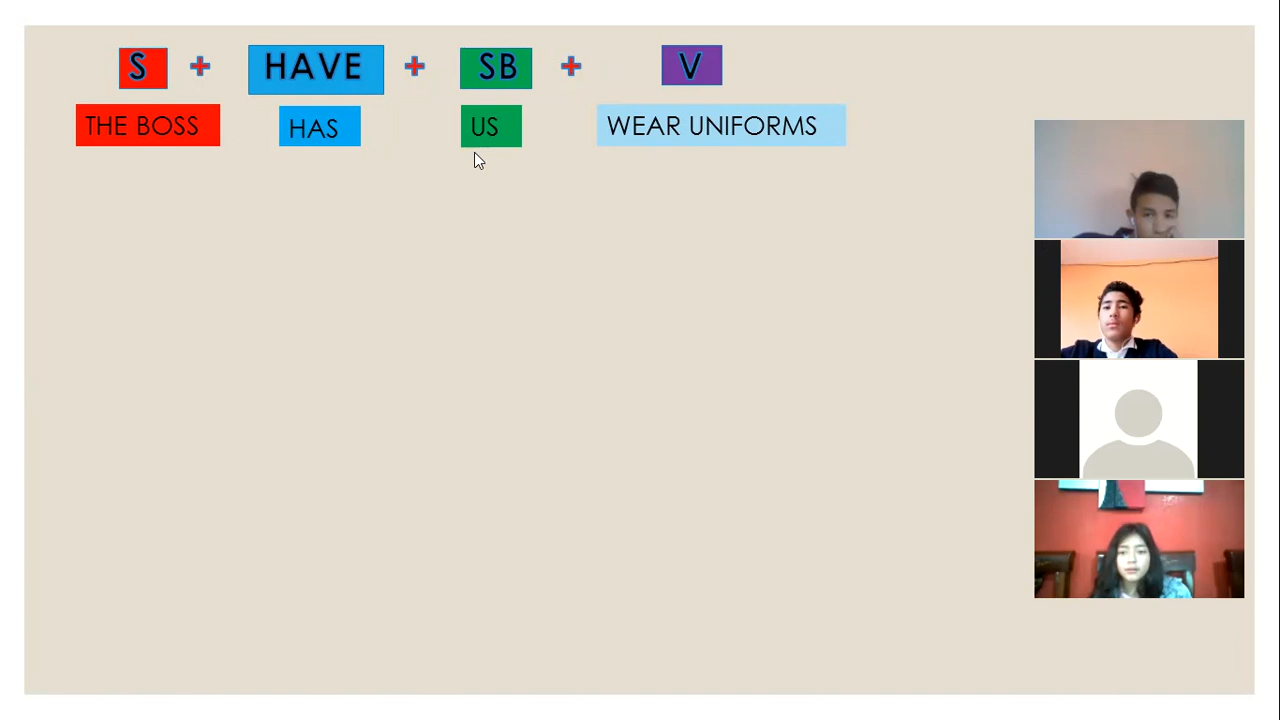 S + HAVE + SB + V
THE BOSS HAS US WEAR UNIFORMS